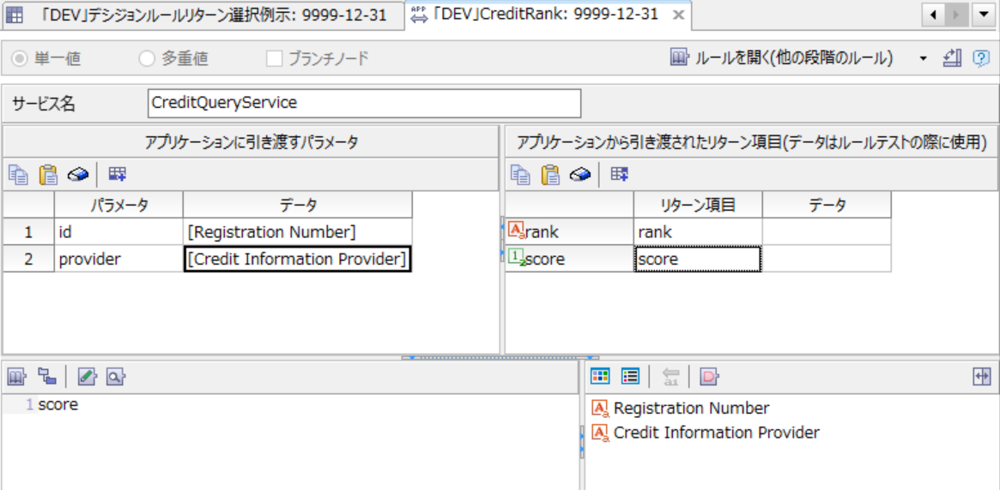 「DEV」デシジョンルールリターン選択例示: 9999-12-31
APP 「DEV」CreditRank: 9999-12-31
単一値 多重値 ブランチノード ルールを開く(他の段階のルール)
サービス名 CreditQueryService
アプリケーションに引き渡すパラメータ アプリケーションから引き渡されたリターン項目(データはルールテストの際に使用)
パラメータ データ リターン項目 データ
1 id [Registration Number] rank rank
2 provider [Credit Information Provider] score score
1 score
Registration Number
Credit Information Provider